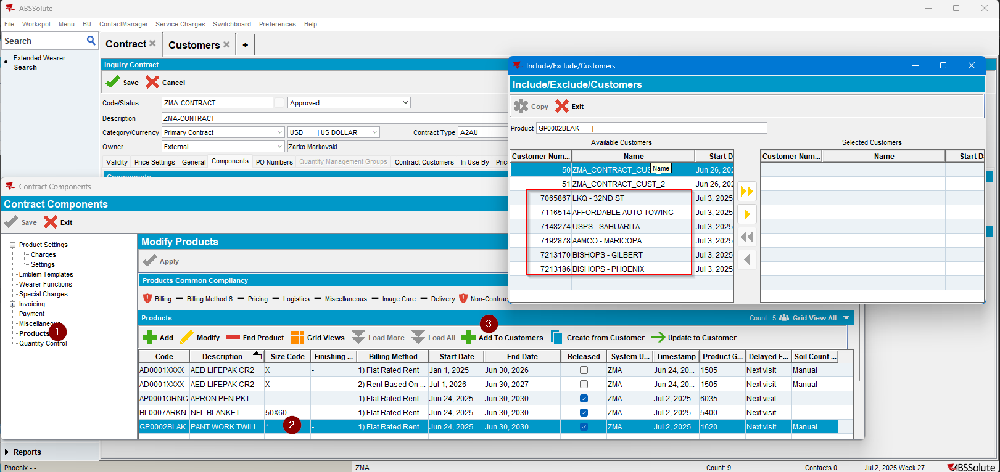 ABSSolute
File Workspot Menu BU ContactManager Service Charges Switchboard Preferences Help
Search
Extended Wearer
Search
Contract
Customers
+
Inquiry Contract
Save Cancel
Code/Status ZMA-CONTRACT ... Approved
Description ZMA-CONTRACT
Category/Currency Primary Contract USD | US DOLLAR Contract Type A2AU
Owner External Zarko Markovski
Validity Price Settings General Components PO Numbers Quantity Management Groups Contract Customers In Use By Pric
Components
Include/Exclude/Customers
Include/Exclude/Customers
Copy Exit
Product GP0002BLAK |
Available Customers
Customer Num... Name Start Da
50 ZMA_CONTRACT_CUS Jun 26, 202
Name
51 ZMA_CONTRACT_CUST_2 Jun 26, 202
7065867 LKQ - 32ND ST Jul 3, 2025
7116514 AFFORDABLE AUTO TOWING Jul 3, 2025
7148274 USPS - SAHUARITA Jul 3, 2025
7192878 AAMCO - MARICOPA Jul 3, 2025
7213170 BISHOPS - GILBERT Jul 3, 2025
7213186 BISHOPS - PHOENIX Jul 3, 2025
Selected Customers
Customer Num... Name Start Da
Contract Components
Contract Components
Save Exit
Product Settings
Charges
Settings
Emblem Templates
Wearer Functions
Special Charges
Invoicing
Payment
Miscellaneous
Products
1
Quantity Control
Modify Products
Apply
Products Common Compliancy
Billing Billing Method 6 Pricing Logistics Miscellaneous Image Care Delivery Non-Contrac
Products Count : 5 Grid View All
3
Add Modify End Product Grid Views Load More Load All Add To Customers Create from Customer Update to Customer
Code Description 1 Size Code Finishing ... Billing Method Start Date End Date Released System U... Timestamp Product G... Delayed E... Soil Count ...
AD0001XXXX AED LIFEPAK CR2 X - 1) Flat Rated Rent Jan 1, 2025 Jun 30, 2026 ZMA Jun 24, 20... 1505 Next visit Manual
AD0001XXXX AED LIFEPAK CR2 X - 2) Rent Based On ... Jul 1, 2026 Jun 30, 2027 ZMA Jun 24, 20... 1505 Next visit Manual
AP0001ORNG APRON PEN PKT - - 1) Flat Rated Rent Jun 24, 2025 Jun 30, 2030 ZMA Jul 2, 2025 ... 6035 Next visit
BL0007ARKN NFL BLANKET 50X60 - 1) Flat Rated Rent Jun 24, 2025 Jun 30, 2030 ZMA Jul 2, 2025 ... 5400 Next visit
GP0002BLAK PANT WORK TWILL * - 1) Flat Rated Rent Jun 24, 2025 Jun 30, 2030 ZMA Jul 2, 2025 ... 1620 Next visit Manual
2
Reports
Phoenix - - ZMA Count: 9 Contacts 0 Jul 2, 2025 Week 27 ABSSolute